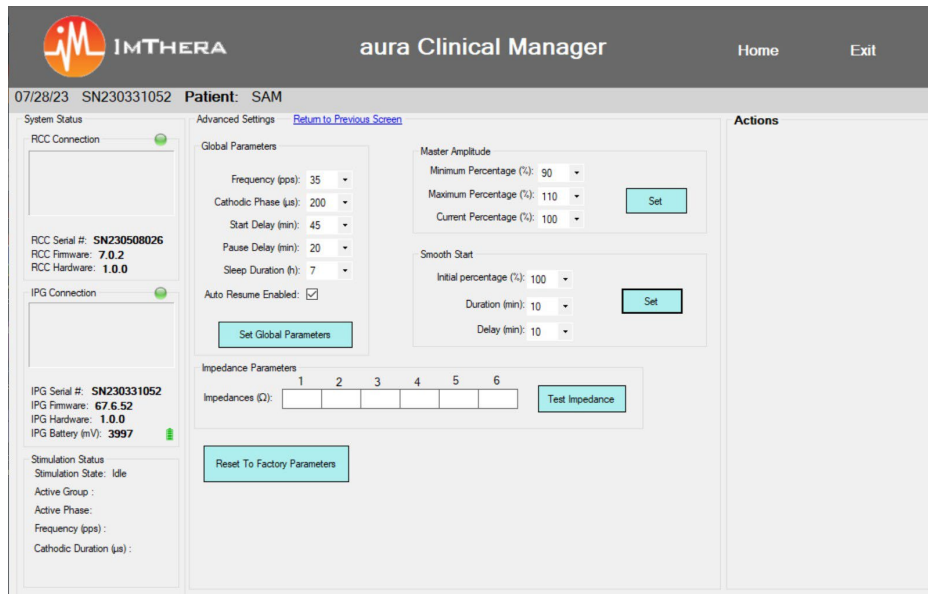 IMTHERA
aura Clinical Manager
Home
Exit
07/28/23 SN230331052 Patient: SAM
System Status
RCC Connection
RCC Serial #: SN230508026
RCC Firmware: 7.0.2
RCC Hardware: 1.0.0
IPG Connection
IPG Serial #: SN230331052
IPG Firmware: 67.6.52
IPG Hardware: 1.0.0
IPG Battery (mV): 3997
Stimulation Status
Stimulation State: Idle
Active Group :
Active Phase:
Frequency (pps) :
Cathodic Duration (µs) :
Advanced Settings Return to Previous Screen
Global Parameters
Frequency (pps): 35
Cathodic Phase (µs): 200
Start Delay (min): 45
Pause Delay (min): 20
Sleep Duration (h): 7
Auto Resume Enabled:
Set Global Parameters
Master Amplitude
Minimum Percentage (%): 90
Maximum Percentage (%): 110
Current Percentage (%): 100
Set
Smooth Start
Initial percentage (%): 100
Duration (min): 10
Delay (min): 10
Set
Impedance Parameters
1 2 3 4 5 6
Impedances (Ω):
Test Impedance
Reset To Factory Parameters
Actions